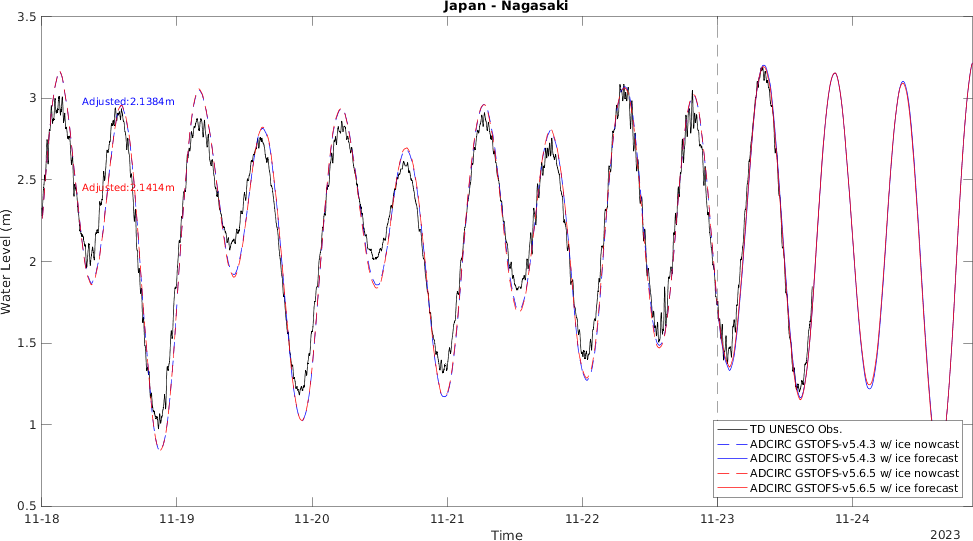 Japan - Nagasaki
3.5
3
2.5
2
1.5
1
0.5
Water Level (m)
Adjusted:2.1384m
Adjusted:2.1414m
TD UNESCO Obs.
ADCIRC GSTOFS-v5.4.3 w/ ice nowcast
ADCIRC GSTOFS-v5.4.3 w/ ice forecast
ADCIRC GSTOFS-v5.6.5 w/ ice nowcast
ADCIRC GSTOFS-v5.6.5 w/ ice forecast
11-18 11-19 11-20 11-21 11-22 11-23 11-24
Time
2023